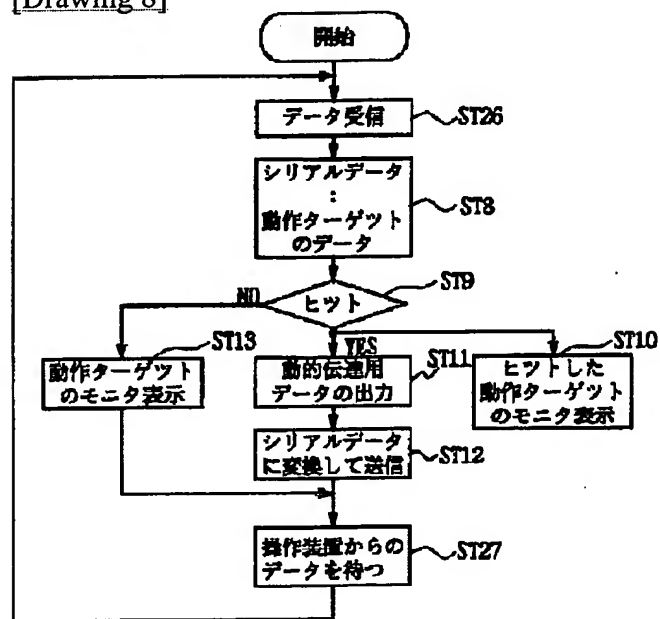 [Drawing 8]
開始
データ受信
ST26
シリアルデータ
:
動作ターゲット
のデータ
ST8
ヒット
ST9
NO
YES
動作ターゲット
のモニタ表示
ST13
動的伝達用
データの出力
ST11
ヒットした
動作ターゲット
のモニタ表示
ST10
シリアルデータ
に変換して送信
ST12
操作装置からの
データを待つ
ST27